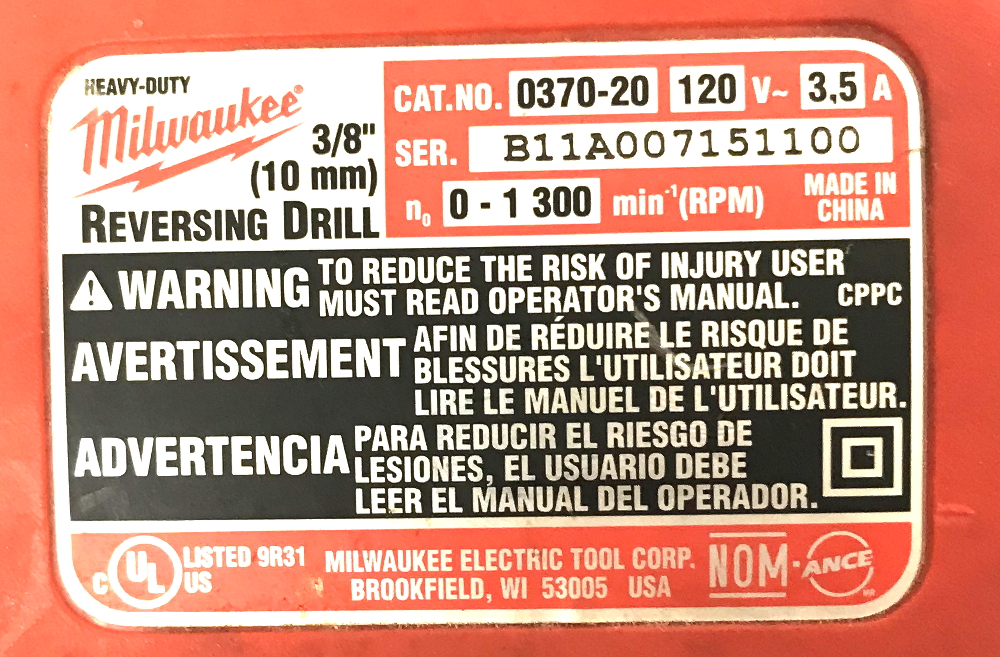 HEAVY-DUTY
Milwaukee®
3/8"
(10 mm)
REVERSING DRILL
CAT.NO. 0370-20 120 V~ 3,5 A
SER. B11A007151100
n₀ 0 - 1 300 min⁻¹(RPM)
MADE IN
CHINA
WARNING TO REDUCE THE RISK OF INJURY USER
MUST READ OPERATOR'S MANUAL. CPPC
AVERTISSEMENT AFIN DE RÉDUIRE LE RISQUE DE
BLESSURES L'UTILISATEUR DOIT
LIRE LE MANUEL DE L'UTILISATEUR.
ADVERTENCIA PARA REDUCIR EL RIESGO DE
LESIONES, EL USUARIO DEBE
LEER EL MANUAL DEL OPERADOR.
C UL US LISTED 9R31
MILWAUKEE ELECTRIC TOOL CORP.
BROOKFIELD, WI 53005 USA
NOM-ANCE